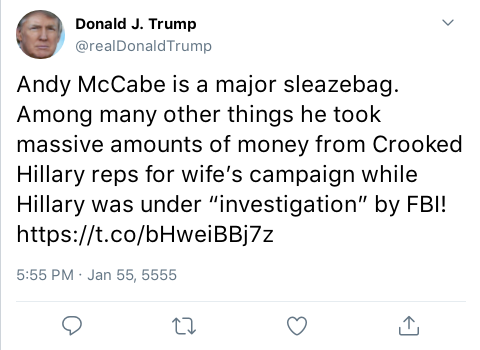 Donald J. Trump
@realDonaldTrump
Andy McCabe is a major sleazebag.
Among many other things he took
massive amounts of money from Crooked
Hillary reps for wife’s campaign while
Hillary was under “investigation” by FBI!
https://t.co/bHweiBBj7z
5:55 PM · Jan 55, 5555